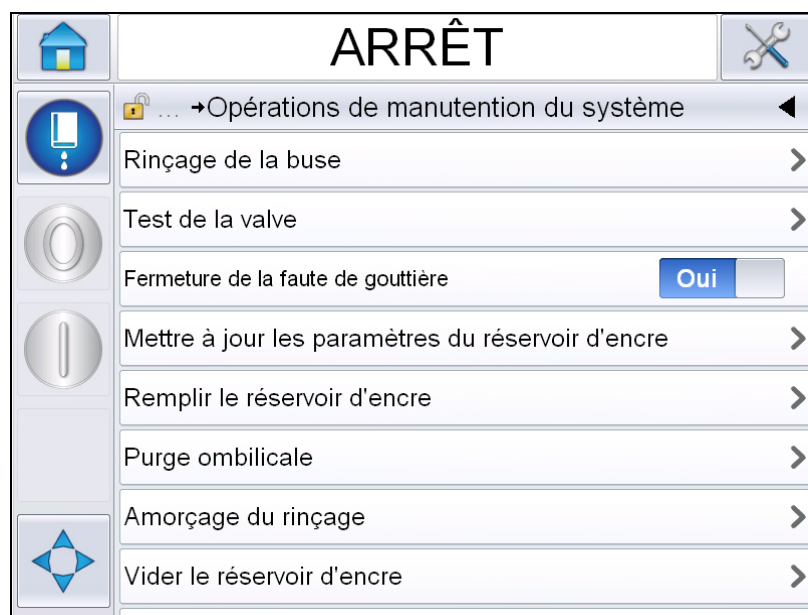 ARRÊT
... →Opérations de manutention du système
Rinçage de la buse
Test de la valve
Fermeture de la faute de gouttière Oui
Mettre à jour les paramètres du réservoir d'encre
Remplir le réservoir d'encre
Purge ombilicale
Amorçage du rinçage
Vider le réservoir d'encre